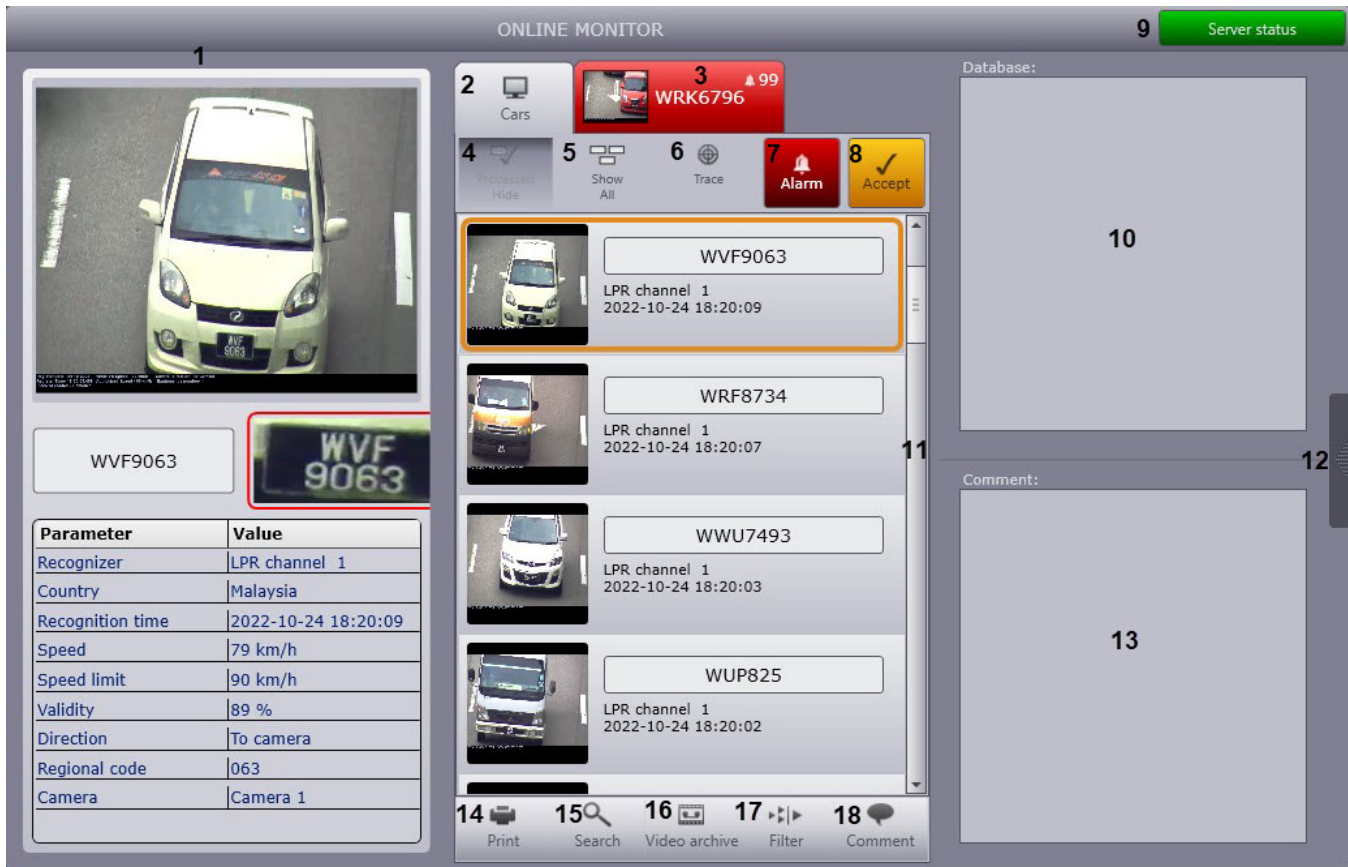 ONLINE MONITOR
9
Server status
1
WVF
9063
WVF9063
WVF
9063
Parameter Value
Recognizer LPR channel 1
Country Malaysia
Recognition time 2022-10-24 18:20:09
Speed 79 km/h
Speed limit 90 km/h
Validity 89 %
Direction To camera
Regional code 063
Camera Camera 1
2
Cars
3
WRK6796
99
4
Processed
Hide
5
Show
All
6
Trace
7
Alarm
8
Accept
WVF9063
LPR channel 1
2022-10-24 18:20:09
WRF8734
LPR channel 1
2022-10-24 18:20:07
11
WWU7493
LPR channel 1
2022-10-24 18:20:03
WUP825
LPR channel 1
2022-10-24 18:20:02
14
Print
15
Search
16
Video archive
17
Filter
18
Comment
Database:
10
12
Comment:
13